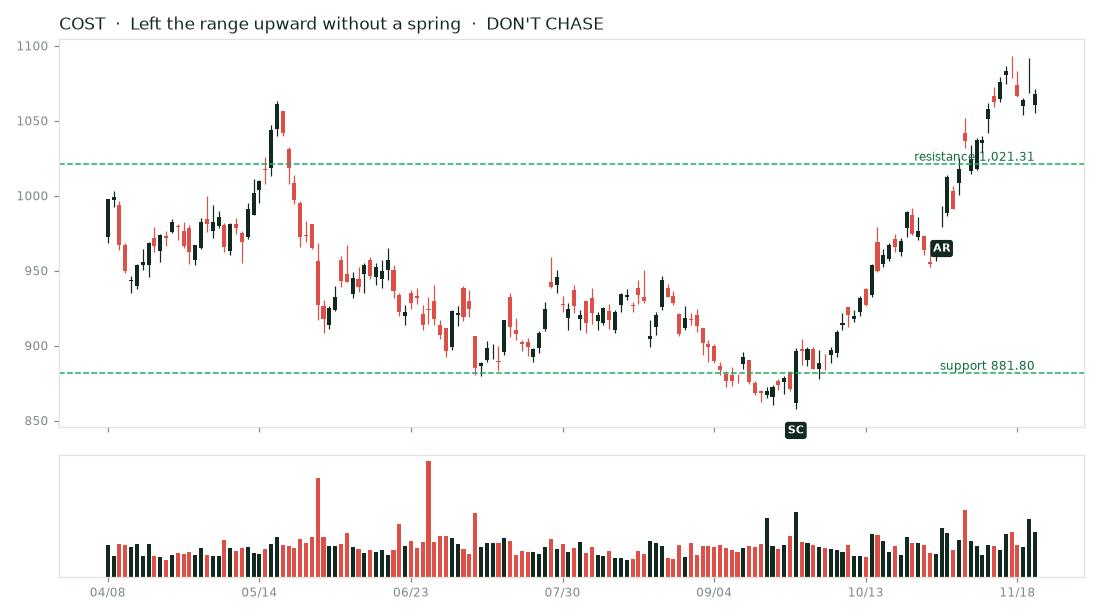 COST · Left the range upward without a spring · DON'T CHASE
1100
1050
resistance 1,021.31
1000
AR
950
900
support 881.80
850
SC
04/08 05/14 06/23 07/30 09/04 10/13 11/18